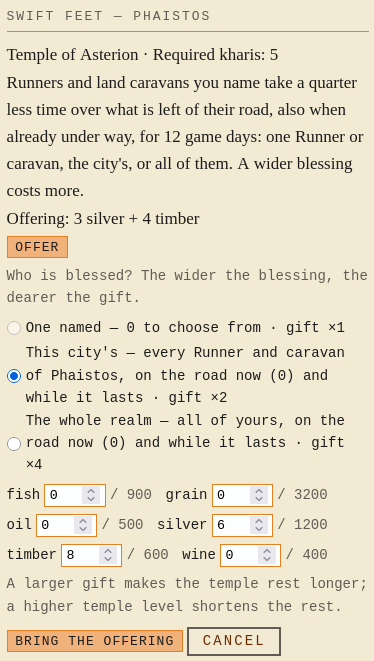 SWIFT FEET — PHAISTOS
Temple of Asterion · Required kharis: 5
Runners and land caravans you name take a quarter
less time over what is left of their road, also when
already under way, for 12 game days: one Runner or
caravan, the city's, or all of them. A wider blessing
costs more.
Offering: 3 silver + 4 timber
OFFER
Who is blessed? The wider the blessing, the
dearer the gift.
One named — 0 to choose from · gift ×1
This city's — every Runner and caravan
of Phaistos, on the road now (0) and
while it lasts · gift ×2
The whole realm — all of yours, on the
road now (0) and while it lasts · gift
×4
fish 0 / 900 grain 0 / 3200
oil 0 / 500 silver 6 / 1200
timber 8 / 600 wine 0 / 400
A larger gift makes the temple rest longer;
a higher temple level shortens the rest.
BRING THE OFFERING CANCEL